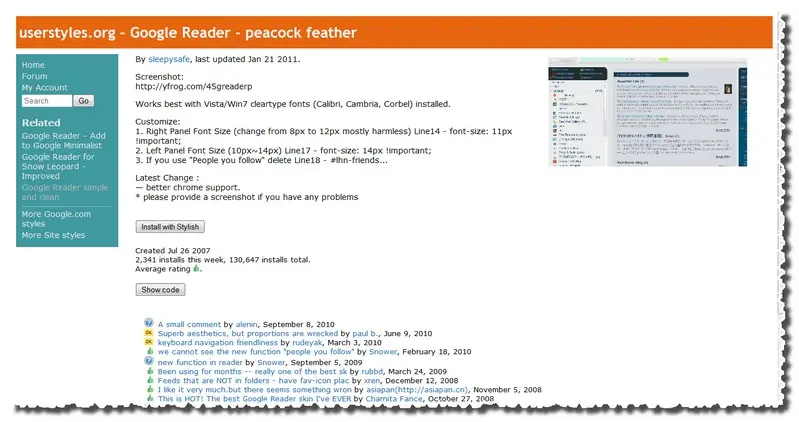 userstyles.org - Google Reader - peacock feather
Home
Forum
My Account
Search Go
Related
Google Reader - Add
to Google Minimalist
Google Reader for
Snow Leopard -
Improved
Google Reader simple
and clean
More Google.com
styles
More Site styles
By sleepysafe, last updated Jan 21 2011.
Screenshot:
http://yfrog.com/45greaderp
Works best with Vista/Win7 cleartype fonts (Calibri, Cambria, Corbel) installed.
Customize:
1. Right Panel Font Size (change from 8px to 12px mostly harmless) Line14 - font-size: 11px
!important;
2. Left Panel Font Size (10px~14px) Line17 - font-size: 14px !important;
3. If you use "People you follow" delete Line18 - #lhn-friends...
Latest Change :
— better chrome support.
* please provide a screenshot if you have any problems
Install with Stylish
Created Jul 26 2007
2,341 installs this week, 130,647 installs total.
Average rating .
Show code
A small comment by alenin, September 8, 2010
Superb aesthetics, but proportions are wrecked by paul b., June 9, 2010
keyboard navigation friendliness by rudeyak, March 3, 2010
we cannot see the new function "people you follow" by Snower, February 18, 2010
new function in reader by Snower, September 5, 2009
Been using for months -- really one of the best sk by rubbd, March 24, 2009
Feeds that are NOT in folders - have fav-icon plac by xren, December 12, 2008
I like it very much.but there seems something wron by asiapan(http://asiapan.cn), November 5, 2008
This is HOT! The best Google Reader skin I've EVER by Charnita Fance, October 27, 2008